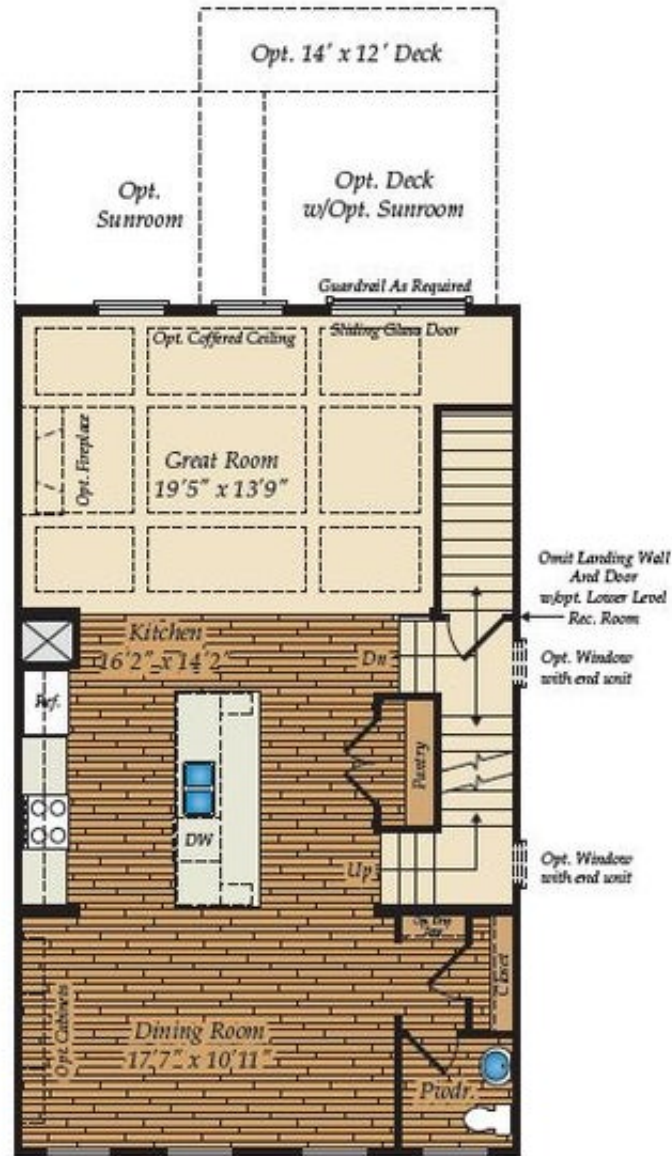 Opt. 14' x 12' Deck
Opt.
Sunroom
Opt. Deck
w/Opt. Sunroom
Guardrail As Required
Sliding Glass Door
Opt. Coffered Ceiling
Opt. Fireplace
Great Room
19'5" x 13'9"
Omit Landing Wall
And Door
w/opt. Lower Level
Rec. Room
Kitchen
16'2" x 14'2"
Dn
Opt. Window
with end unit
Ref.
Pantry
DW
Up
Opt. Window
with end unit
Closet
Opt. Cabinets
Dining Room
17'7" x 10'11"
Pwdr.